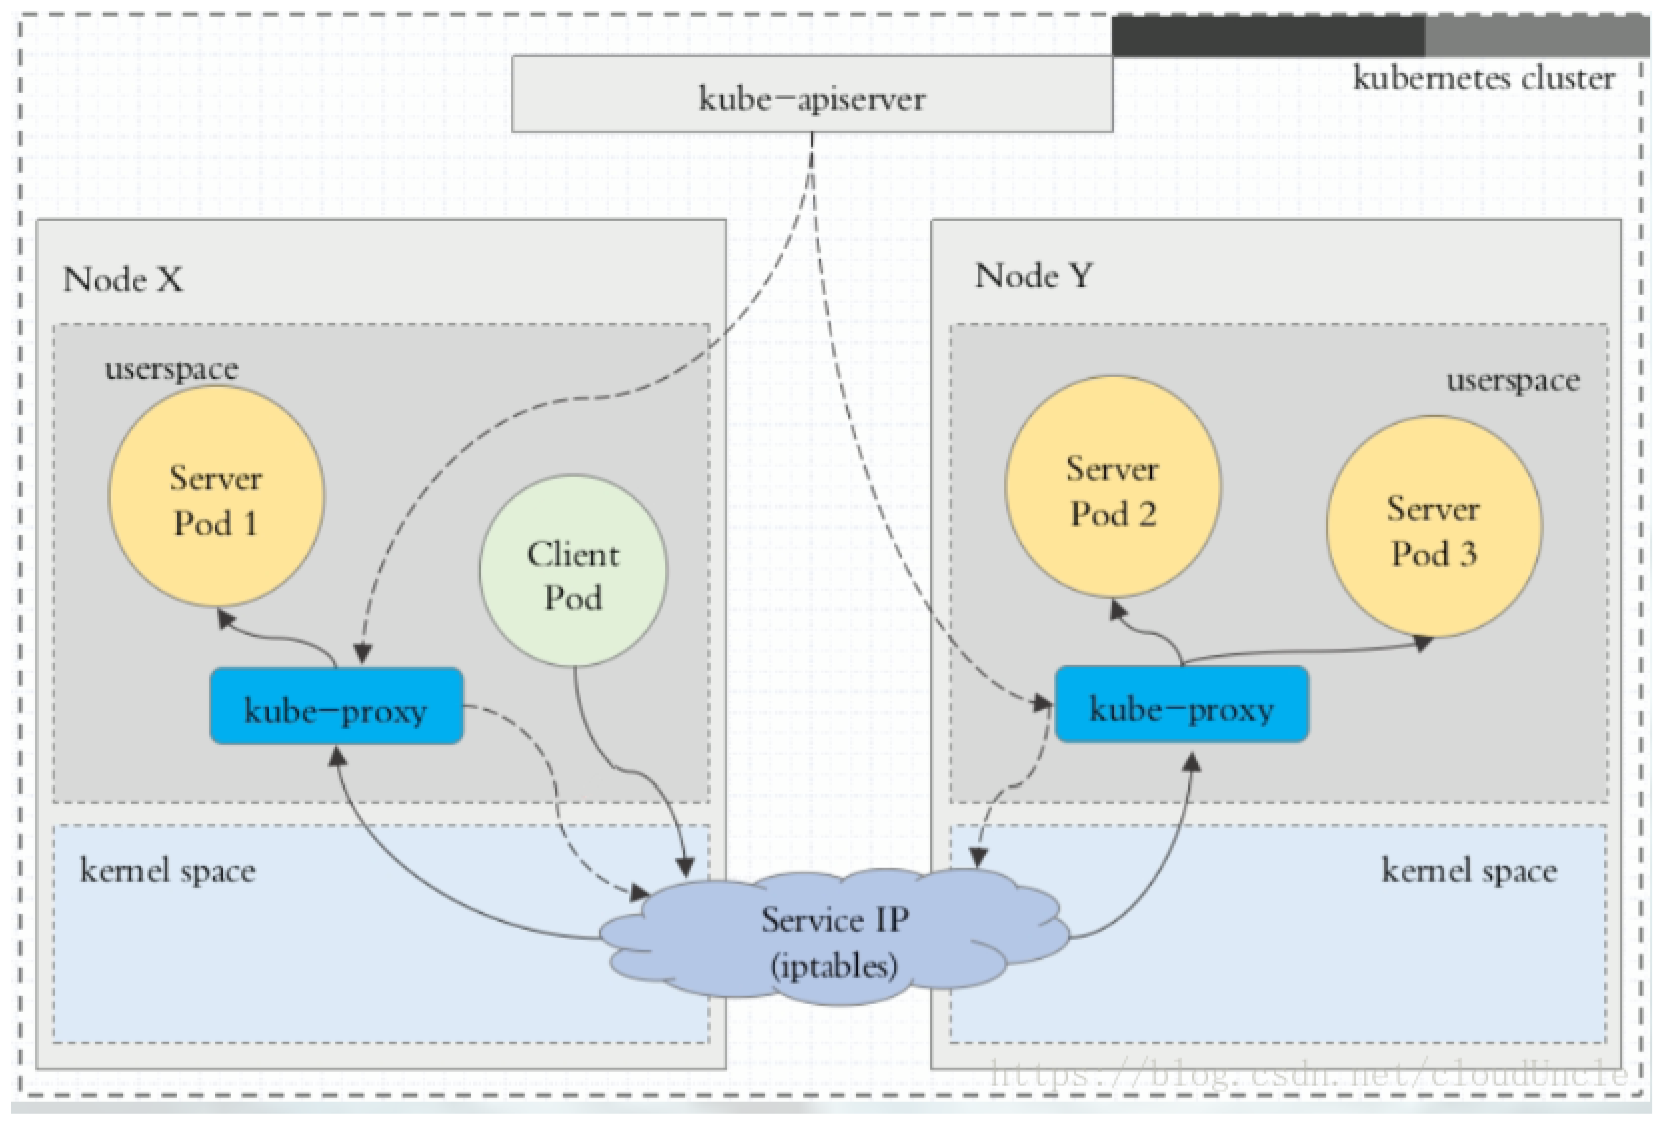 kubernetes cluster
kube-apiserver
Node X
Node Y
userspace
userspace
Server
Pod 1
Client
Pod
Server
Pod 2
Server
Pod 3
kube-proxy
kube-proxy
kernel space
kernel space
Service IP
(iptables)
https://blog.csdn.net/cloudUncle